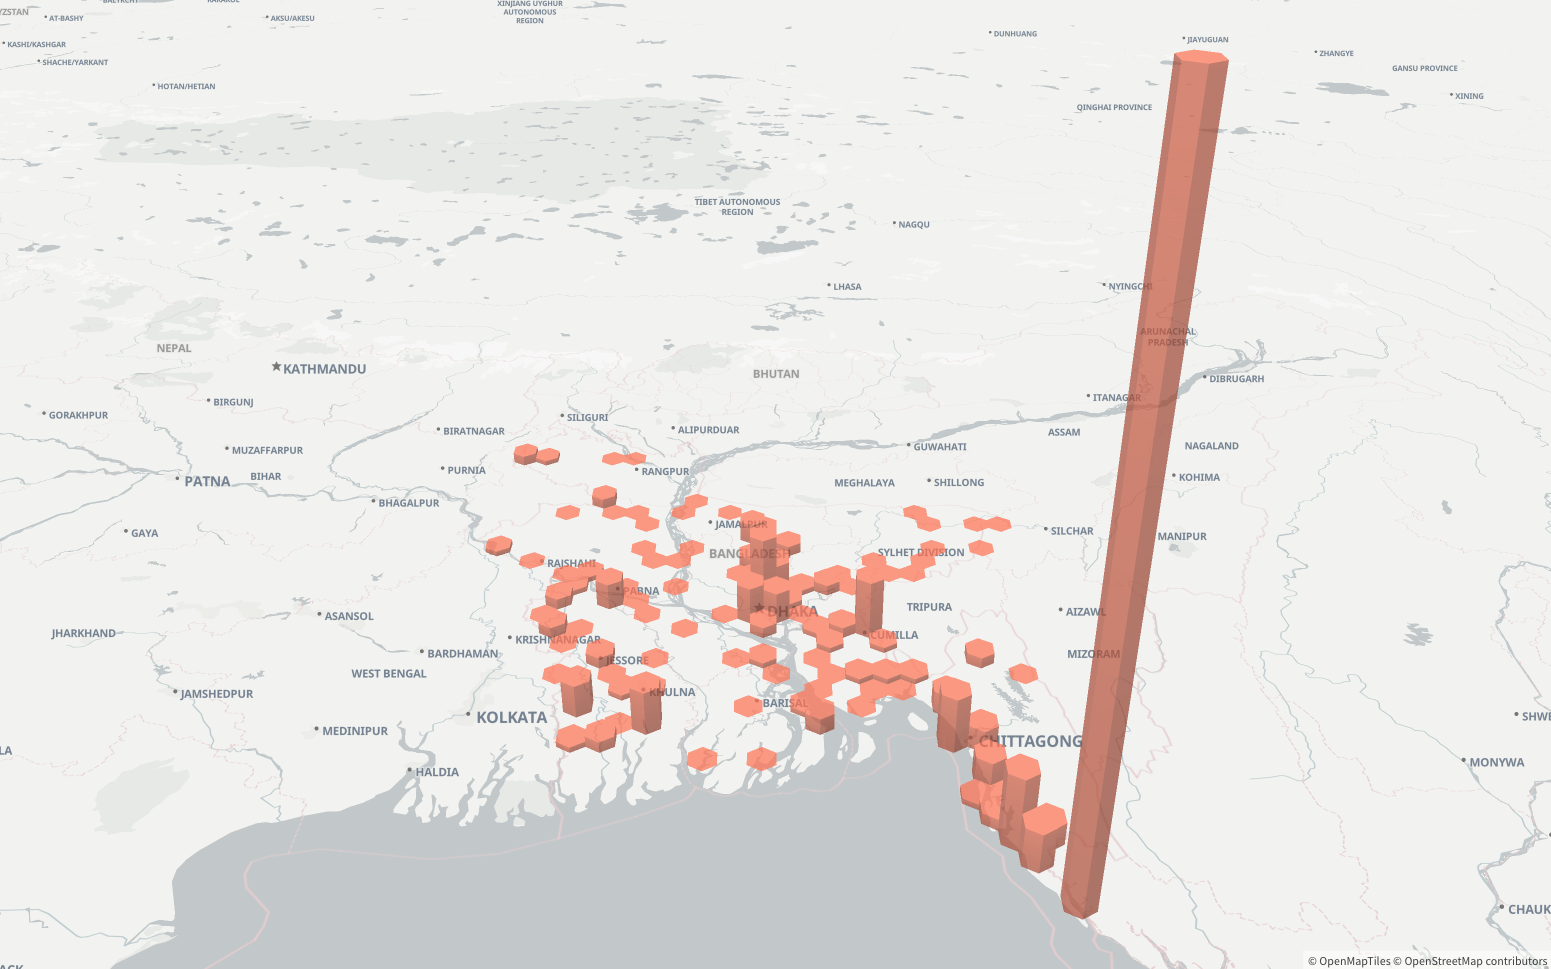 XINJIANG UYGHUR
AUTONOMOUS
REGION
AT-BASHY
AKSU/AKESU
KASHI/KASHGAR
SHACHE/YARKANT
HOTAN/HETIAN
DUNHUANG
JIAYUGUAN
ZHANGYE
GANSU PROVINCE
XINING
QINGHAI PROVINCE
TIBET AUTONOMOUS
REGION
NAGQU
LHASA
NYINGCHI
ARUNACHAL
PRADESH
NEPAL
KATHMANDU
BHUTAN
DIBRUGARH
BIRGUNJ
ITANAGAR
GORAKHPUR
SILIGURI
BIRATNAGAR
ALIPURDUAR
ASSAM
GUWAHATI
NAGALAND
MUZAFFARPUR
PURNIA
RANGPUR
KOHIMA
PATNA
BIHAR
MEGHALAYA
SHILLONG
BHAGALPUR
JAMALPUR
GAYA
SILCHAR
MANIPUR
BANGLADESH
SYLHET DIVISION
RAJSHAHI
PABNA
DHAKA
TRIPURA
AIZAWL
ASANSOL
JHARKHAND
KRISHNANAGAR
CUMILLA
BARDHAMAN
JESSORE
MIZORAM
WEST BENGAL
JAMSHEDPUR
KHULNA
BARISAL
KOLKATA
SHWE
MEDINIPUR
CHITTAGONG
LA
HALDIA
MONYWA
CHAUK
ACK
© OpenMapTiles © OpenStreetMap contributors